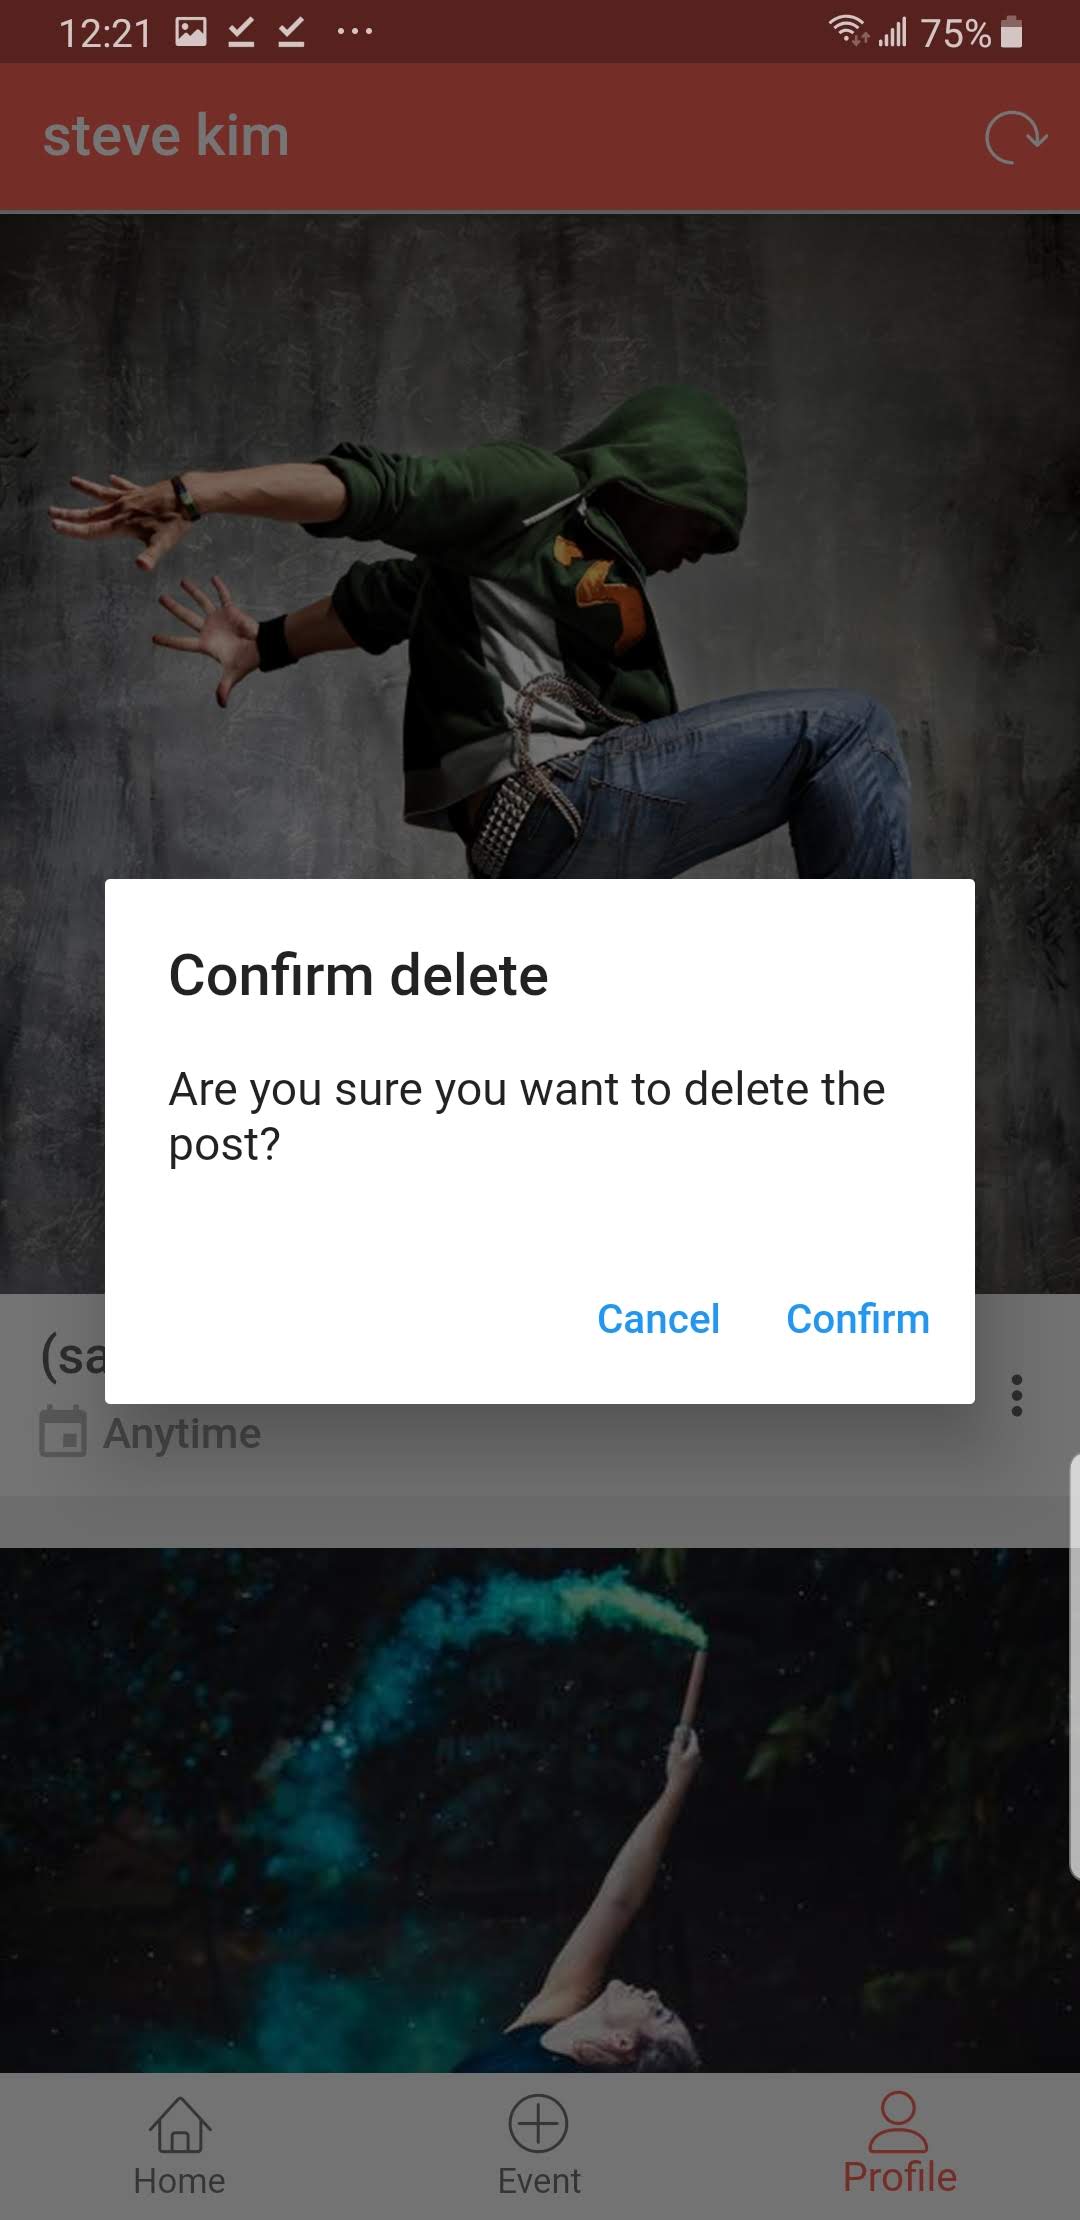 12:21 75%
steve kim
Confirm delete
Are you sure you want to delete the
post?
Cancel Confirm
(sa
Anytime
Home Event Profile